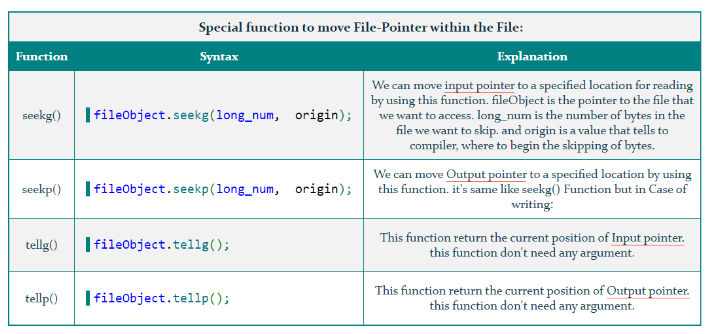 Special function to move File-Pointer within the File:
Function Syntax Explanation
seekg()
fileObject.seekg(long_num, origin);
We can move input pointer to a specified location for reading
by using this function. fileObject is the pointer to the file that
we want to access. long_num is the number of bytes in the
file we want to skip. and origin is a value that tells to
compiler, where to begin the skipping of bytes.
seekp()
fileObject.seekp(long_num, origin);
We can move Output pointer to a specified location by using
this function. it's same like seekg() Function but in Case of
writing:
tellg()
fileObject.tellg();
This function return the current position of Input pointer.
this function don't need any argument.
tellp()
fileObject.tellp();
This function return the current position of Output pointer.
this function don't need any argument.